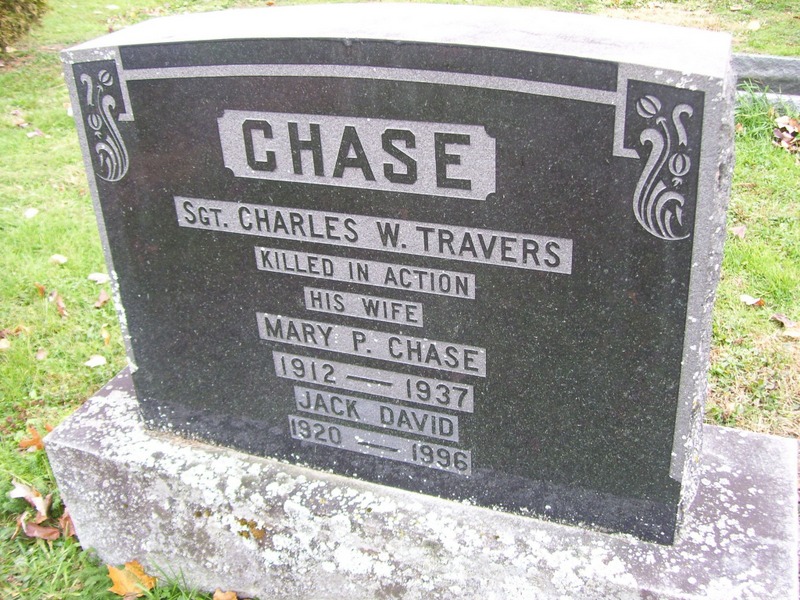 CHASE
SGT. CHARLES W. TRAVERS
KILLED IN ACTION
HIS WIFE
MARY P. CHASE
1912 — 1937
JACK DAVID
1920 — 1996